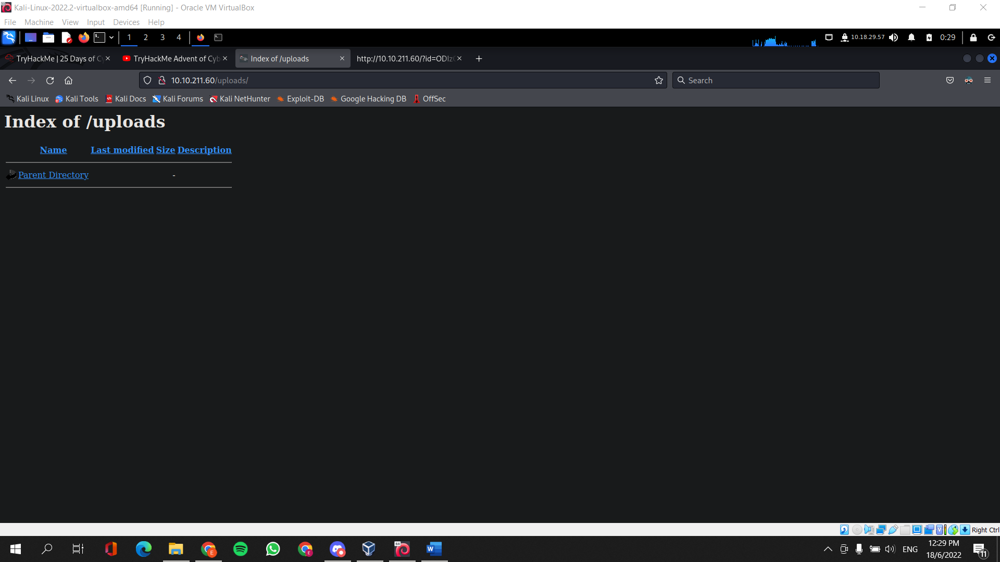 Kali-Linux-2022.2-virtualbox-amd64 [Running] - Oracle VM VirtualBox
File Machine View Input Devices Help
1 2 3 4 10.18.29.57 0:29
TryHackMe | 25 Days of Cy TryHackMe Advent of Cyb Index of /uploads http://10.10.211.60/?id=ODIz
10.10.211.60/uploads/ Search
Kali Linux Kali Tools Kali Docs Kali Forums Kali NetHunter Exploit-DB Google Hacking DB OffSec
Index of /uploads
Name Last modified Size Description
Parent Directory -
Right Ctrl
ENG 12:29 PM
18/6/2022
11